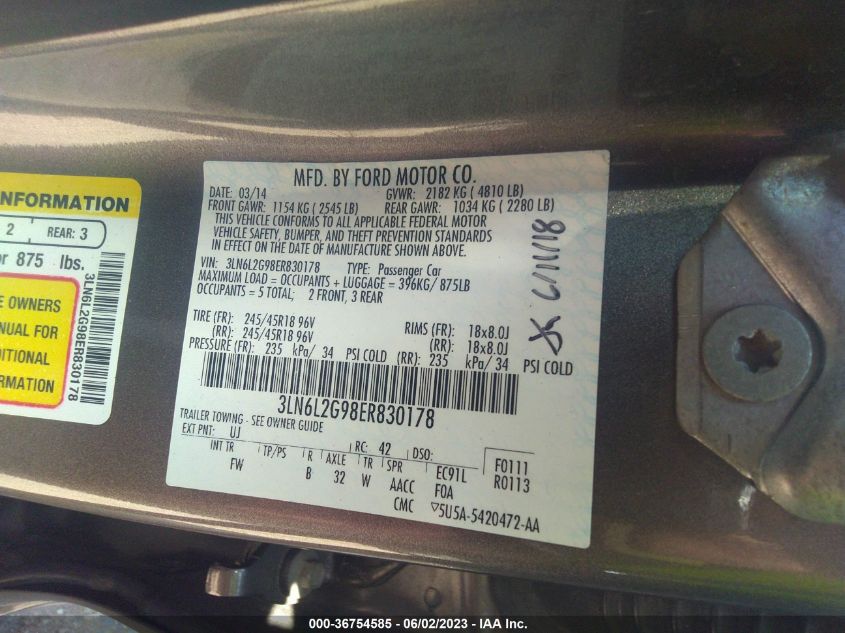 NFORMATION
2 REAR: 3
or 875 lbs.
E OWNERS
NUAL FOR
DITIONAL
ORMATION
3LN6L2G98ER830178
MFD. BY FORD MOTOR CO.
DATE: 03/14 GVWR: 2182 KG ( 4810 LB)
FRONT GAWR: 1154 KG ( 2545 LB) REAR GAWR: 1034 KG ( 2280 LB)
THIS VEHICLE CONFORMS TO ALL APPLICABLE FEDERAL MOTOR
VEHICLE SAFETY, BUMPER, AND THEFT PREVENTION STANDARDS
IN EFFECT ON THE DATE OF MANUFACTURE SHOWN ABOVE.
VIN: 3LN6L2G98ER830178 TYPE: Passenger Car
MAXIMUM LOAD = OCCUPANTS + LUGGAGE = 396KG/ 875LB
OCCUPANTS = 5 TOTAL; 2 FRONT, 3 REAR
TIRE (FR): 245/45R18 96V RIMS (FR): 18x8.0J
(RR): 245/45R18 96V (RR): 18x8.0J
PRESSURE (FR): 235 kPa/ 34 PSI COLD (RR): 235 kPa/ 34 PSI COLD
3LN6L2G98ER830178
TRAILER TOWING - SEE OWNER GUIDE
EXT PNT: UJ RC: 42 DSO:
INT TR TP/PS R AXLE TR SPR EC91L F0111
FW B 32 W AACC FOA R0113
CMC ▽5U5A-5420472-AA
000-36754585 - 06/02/2023 - IAA Inc.